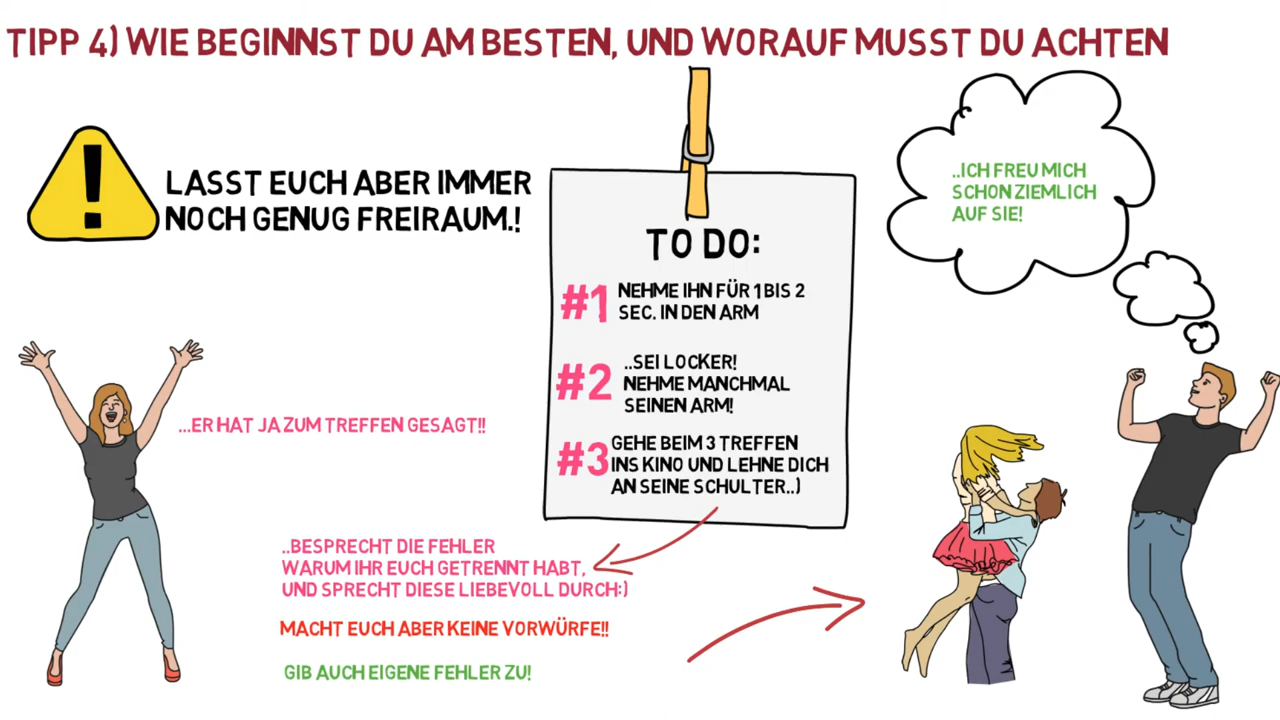 TIPP 4) WIE BEGINNST DU AM BESTEN, UND WORAUF MUSST DU ACHTEN
LASST EUCH ABER IMMER
NOCH GENUG FREIRAUM.!
TO DO:
#1 NEHME IHN FÜR 1 BIS 2
SEC. IN DEN ARM
#2 ..SEI LOCKER!
NEHME MANCHMAL
SEINEN ARM!
#3 GEHE BEIM 3 TREFFEN
INS KINO UND LEHNE DICH
AN SEINE SCHULTER..)
..ICH FREU MICH
SCHON ZIEMLICH
AUF SIE!
...ER HAT JA ZUM TREFFEN GESAGT!!
..BESPRECHT DIE FEHLER
WARUM IHR EUCH GETRENNT HABT,
UND SPRECHT DIESE LIEBEVOLL DURCH:)
MACHT EUCH ABER KEINE VORWÜRFE!!
GIB AUCH EIGENE FEHLER ZU!